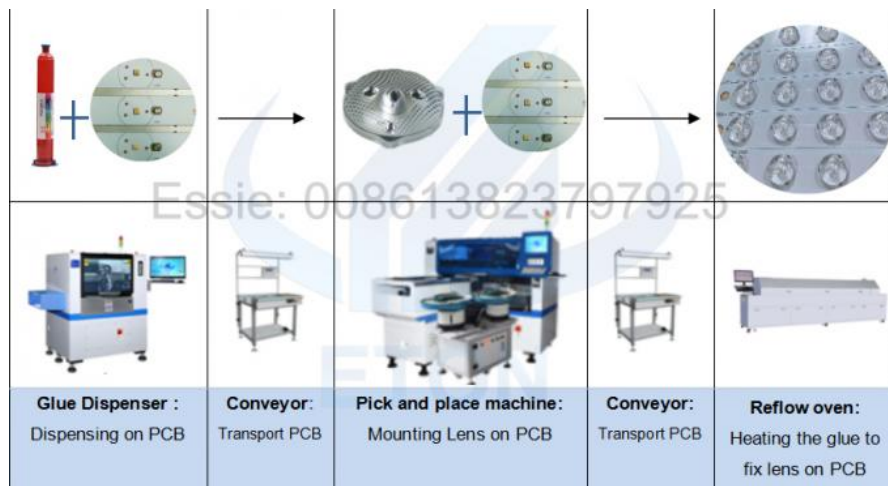 Essie: 008613823797925
ETON
Glue Dispenser :
Dispensing on PCB
Conveyor:
Transport PCB
Pick and place machine:
Mounting Lens on PCB
Conveyor:
Transport PCB
Reflow oven:
Heating the glue to
fix lens on PCB